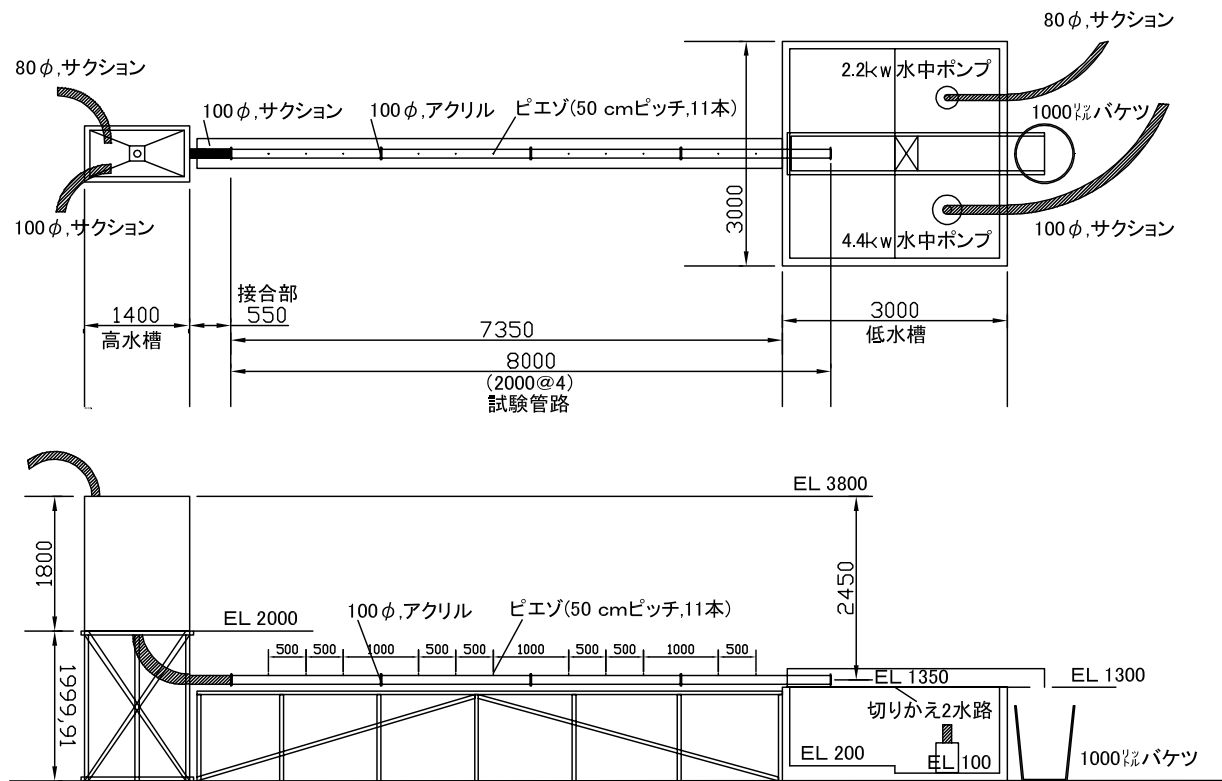 80φ,サクション
80φ,サクション
2.2kw 水中ポンプ
100φ,サクション
100φ,アクリル
ピエゾ(50 cmピッチ,11本)
1000リットルバケツ
100φ,サクション
3000
4.4kw 水中ポンプ
100φ,サクション
接合部
1400
550
3000
高水槽
7350
低水槽
8000
(2000@4)
試験管路
EL 3800
1800
2450
EL 2000
100φ,アクリル
ピエゾ(50 cmピッチ,11本)
500
500
1000
500
500
1000
500
500
1000
500
EL 1350
EL 1300
1999,91
切りかえ2水路
EL 200
EL 100
1000リットルバケツ